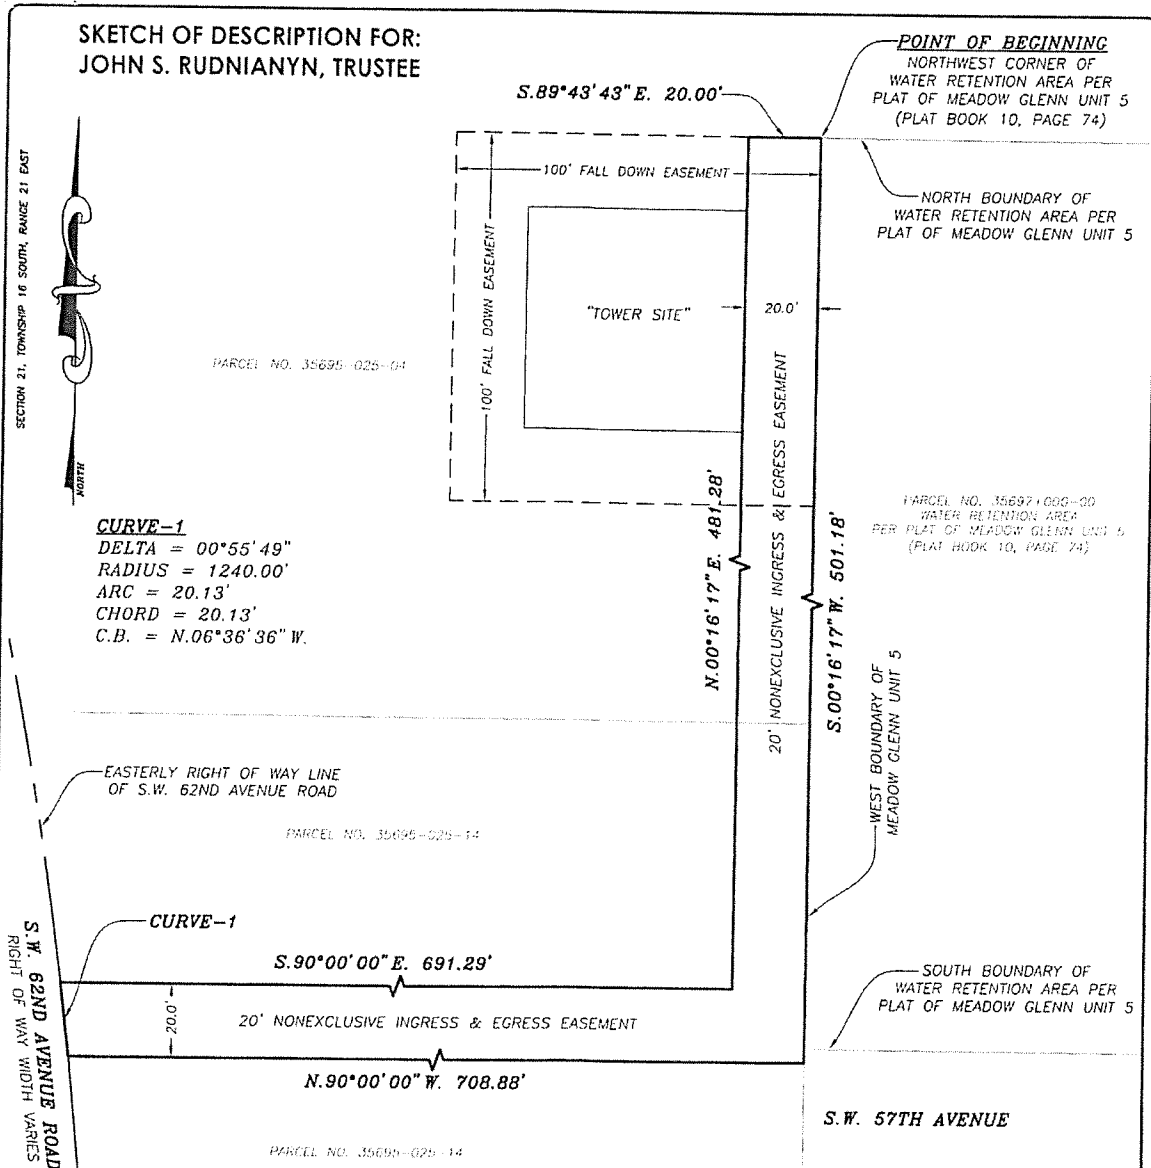 SKETCH OF DESCRIPTION FOR:
JOHN S. RUDNIANYN, TRUSTEE
POINT OF BEGINNING
NORTHWEST CORNER OF
WATER RETENTION AREA PER
PLAT OF MEADOW GLENN UNIT 5
(PLAT BOOK 10, PAGE 74)
S.89°43'43"E. 20.00'
SECTION 21, TOWNSHIP 16 SOUTH, RANGE 21 EAST
NORTH
100' FALL DOWN EASEMENT
100' FALL DOWN EASEMENT
NORTH BOUNDARY OF
WATER RETENTION AREA PER
PLAT OF MEADOW GLENN UNIT 5
"TOWER SITE"
20.0'
PARCEL NO. 35695-025-04
20' NONEXCLUSIVE INGRESS & EGRESS EASEMENT
N.00°16'17"E. 481.28'
S.00°16'17"W. 501.18'
PARCEL NO. 35697-000-00
WATER RETENTION AREA
PER PLAT OF MEADOW GLENN UNIT 5
(PLAT BOOK 10, PAGE 74)
CURVE-1
DELTA = 00°55'49"
RADIUS = 1240.00'
ARC = 20.13'
CHORD = 20.13'
C.B. = N.06°36'36"W.
WEST BOUNDARY OF
MEADOW GLENN UNIT 5
EASTERLY RIGHT OF WAY LINE
OF S.W. 62ND AVENUE ROAD
PARCEL NO. 35695-025-14
CURVE-1
S.90°00'00"E. 691.29'
20.0'
20' NONEXCLUSIVE INGRESS & EGRESS EASEMENT
N.90°00'00"W. 708.88'
SOUTH BOUNDARY OF
WATER RETENTION AREA PER
PLAT OF MEADOW GLENN UNIT 5
S.W. 62ND AVENUE ROAD
RIGHT OF WAY WIDTH VARIES
S.W. 57TH AVENUE
PARCEL NO. 35695-025-14